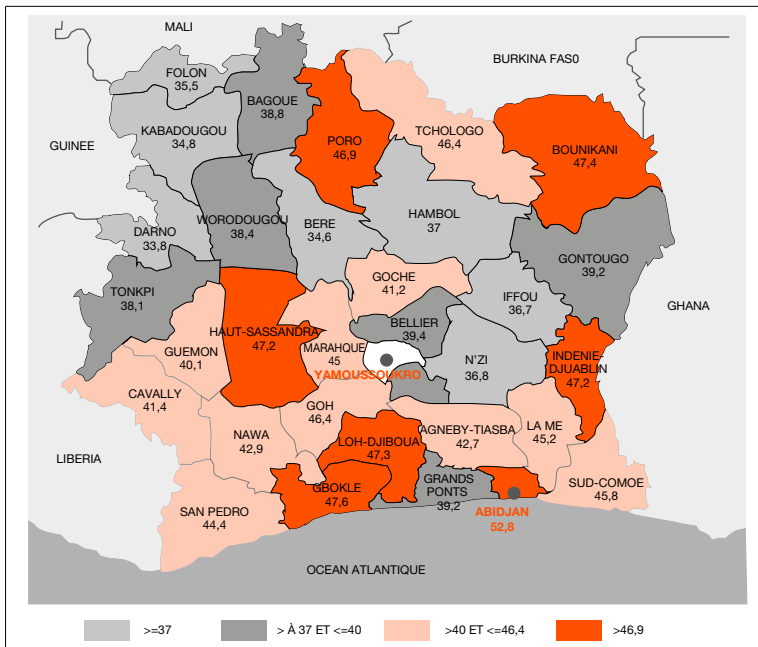 MALI
BURKINA FAS0
FOLON
35,5
BAGOUE
38,8
KABADOUGOU
34,8
PORO
46,9
TCHOLOGO
46,4
BOUNIKANI
47,4
GUINEE
WORODOUGOU
38,4
BERE
34,6
HAMBOL
37
DARNO
33,8
GONTOUGO
39,2
TONKPI
38,1
GOCHE
41,2
IFFOU
36,7
GHANA
BELLIER
39,4
HAUT-SASSANDRA
47,2
MARAHQUE
45
GUEMON
40,1
YAMOUSSOUKRO
N'ZI
36,8
INDENIE-
DJUABLIN
47,2
CAVALLY
41,4
GOH
46,4
NAWA
42,9
LOH-DJIBOUA
47,3
AGNEBY-TIASBA
42,7
LA ME
45,2
LIBERIA
GBOKLE
47,6
GRANDS
PONTS
39,2
SUD-COMOE
45,8
SAN PEDRO
44,4
ABIDJAN
52,8
OCEAN ATLANTIQUE
>=37
> À 37 ET <=40
>40 ET <=46,4
>46,9